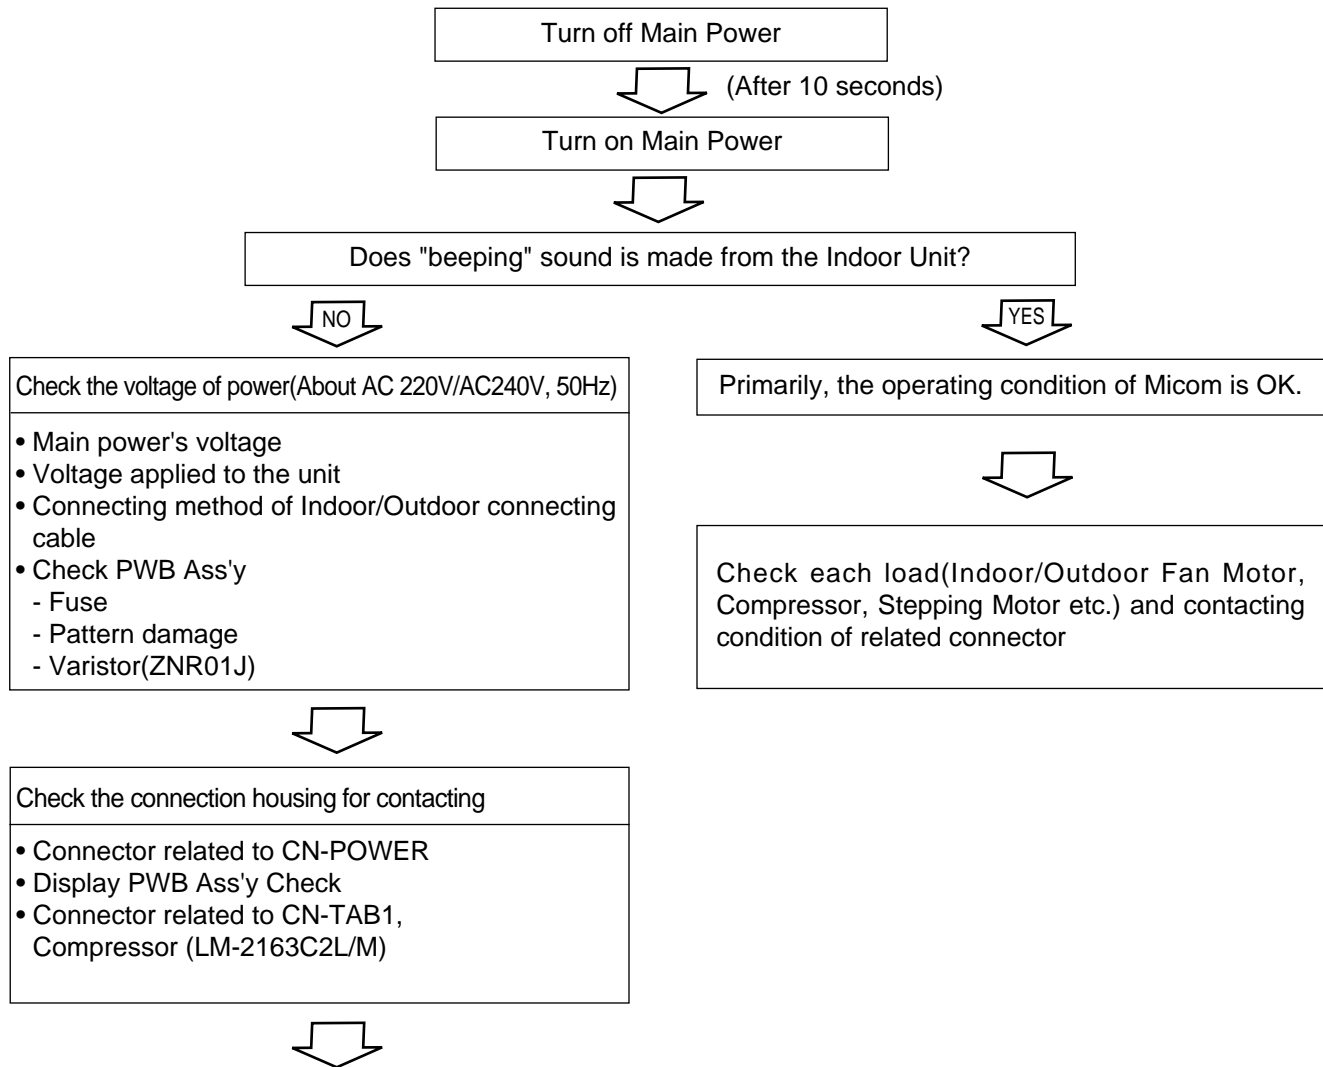 Turn off Main Power
(After 10 seconds)
Turn on Main Power
Does "beeping" sound is made from the Indoor Unit?
NO
YES
Check the voltage of power(About AC 220V/AC240V, 50Hz)
• Main power's voltage
• Voltage applied to the unit
• Connecting method of Indoor/Outdoor connecting
cable
• Check PWB Ass'y
- Fuse
- Pattern damage
- Varistor(ZNR01J)
Primarily, the operating condition of Micom is OK.
Check each load(Indoor/Outdoor Fan Motor,
Compressor, Stepping Motor etc.) and contacting
condition of related connector
Check the connection housing for contacting
• Connector related to CN-POWER
• Display PWB Ass'y Check
• Connector related to CN-TAB1,
Compressor (LM-2163C2L/M)